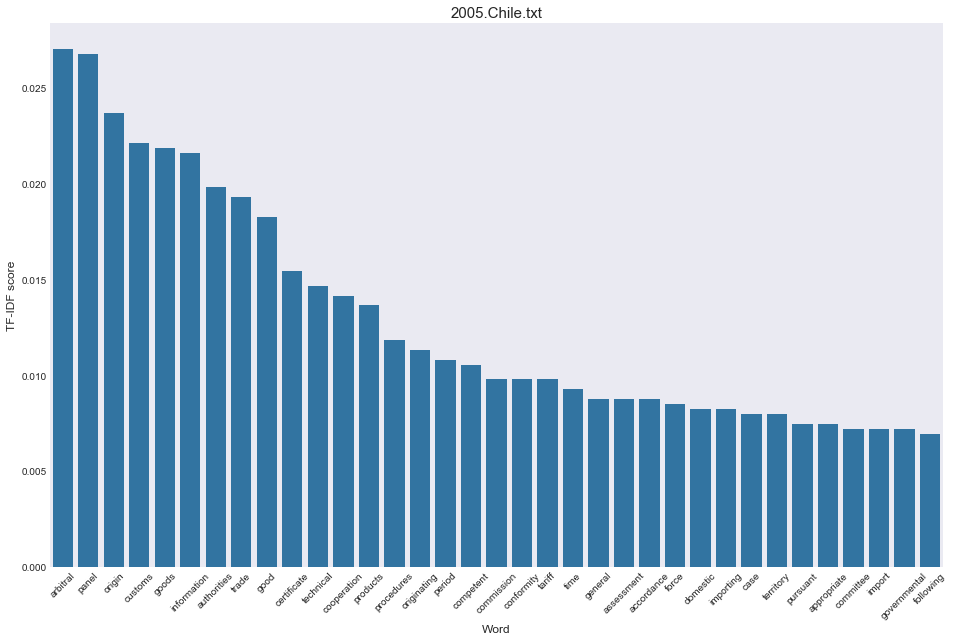 2005.Chile.txt
TF-IDF score
0.025
0.020
0.015
0.010
0.005
0.000
arbitral
panel
origin
customs
goods
information
authorities
trade
good
certificate
technical
cooperation
products
procedures
originating
period
competent
commission
conformity
tariff
time
general
assessment
accordance
force
domestic
importing
case
territory
pursuant
appropriate
committee
import
governmental
following
Word